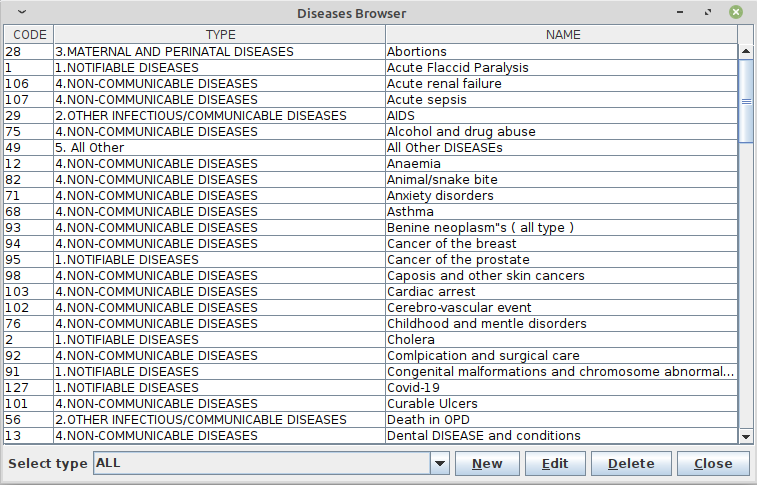 Diseases Browser
CODE TYPE NAME
28 3.MATERNAL AND PERINATAL DISEASES Abortions
1 1.NOTIFIABLE DISEASES Acute Flaccid Paralysis
106 4.NON-COMMUNICABLE DISEASES Acute renal failure
107 4.NON-COMMUNICABLE DISEASES Acute sepsis
29 2.OTHER INFECTIOUS/COMMUNICABLE DISEASES AIDS
75 4.NON-COMMUNICABLE DISEASES Alcohol and drug abuse
49 5. All Other All Other DISEASEs
12 4.NON-COMMUNICABLE DISEASES Anaemia
82 4.NON-COMMUNICABLE DISEASES Animal/snake bite
71 4.NON-COMMUNICABLE DISEASES Anxiety disorders
68 4.NON-COMMUNICABLE DISEASES Asthma
93 4.NON-COMMUNICABLE DISEASES Benine neoplasm"s ( all type )
94 4.NON-COMMUNICABLE DISEASES Cancer of the breast
95 1.NOTIFIABLE DISEASES Cancer of the prostate
98 4.NON-COMMUNICABLE DISEASES Caposis and other skin cancers
103 4.NON-COMMUNICABLE DISEASES Cardiac arrest
102 4.NON-COMMUNICABLE DISEASES Cerebro-vascular event
76 4.NON-COMMUNICABLE DISEASES Childhood and mentle disorders
2 1.NOTIFIABLE DISEASES Cholera
92 4.NON-COMMUNICABLE DISEASES Comlpication and surgical care
91 1.NOTIFIABLE DISEASES Congenital malformations and chromosome abnormal...
127 1.NOTIFIABLE DISEASES Covid-19
101 4.NON-COMMUNICABLE DISEASES Curable Ulcers
56 2.OTHER INFECTIOUS/COMMUNICABLE DISEASES Death in OPD
13 4.NON-COMMUNICABLE DISEASES Dental DISEASE and conditions
Select type ALL New Edit Delete Close